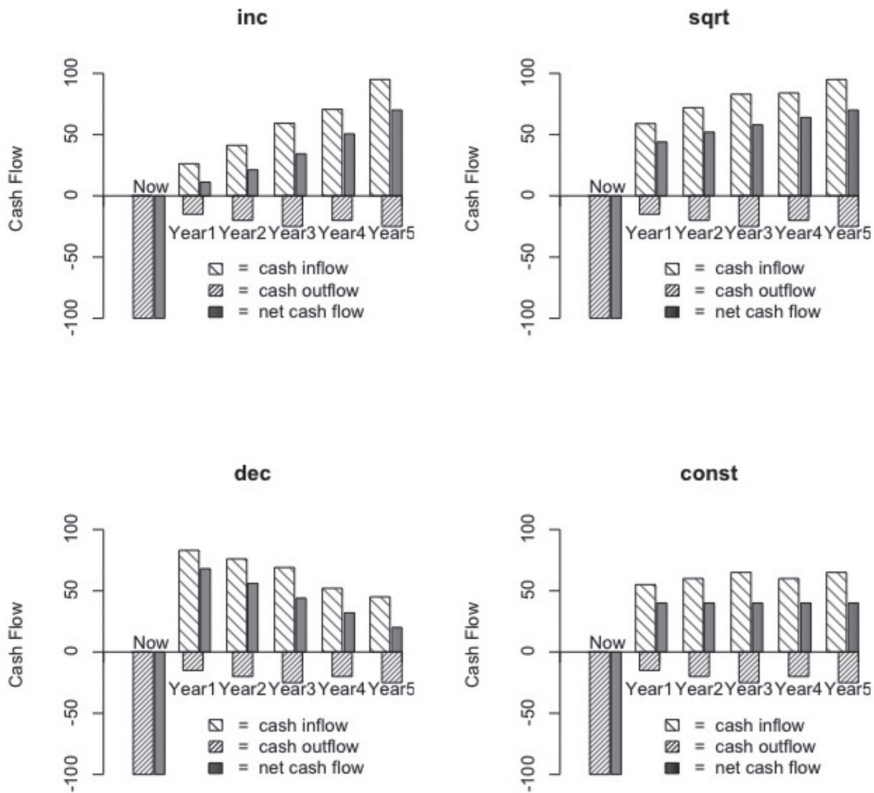 inc
100
50
0
-50
-100
Cash Flow
Now
Year1 Year2 Year3 Year4 Year5
= cash inflow
= cash outflow
= net cash flow
sqrt
100
50
0
-50
-100
Cash Flow
Now
Year1 Year2 Year3 Year4 Year5
= cash inflow
= cash outflow
= net cash flow
dec
100
50
0
-50
-100
Cash Flow
Now
Year1 Year2 Year3 Year4 Year5
= cash inflow
= cash outflow
= net cash flow
const
100
50
0
-50
-100
Cash Flow
Now
Year1 Year2 Year3 Year4 Year5
= cash inflow
= cash outflow
= net cash flow